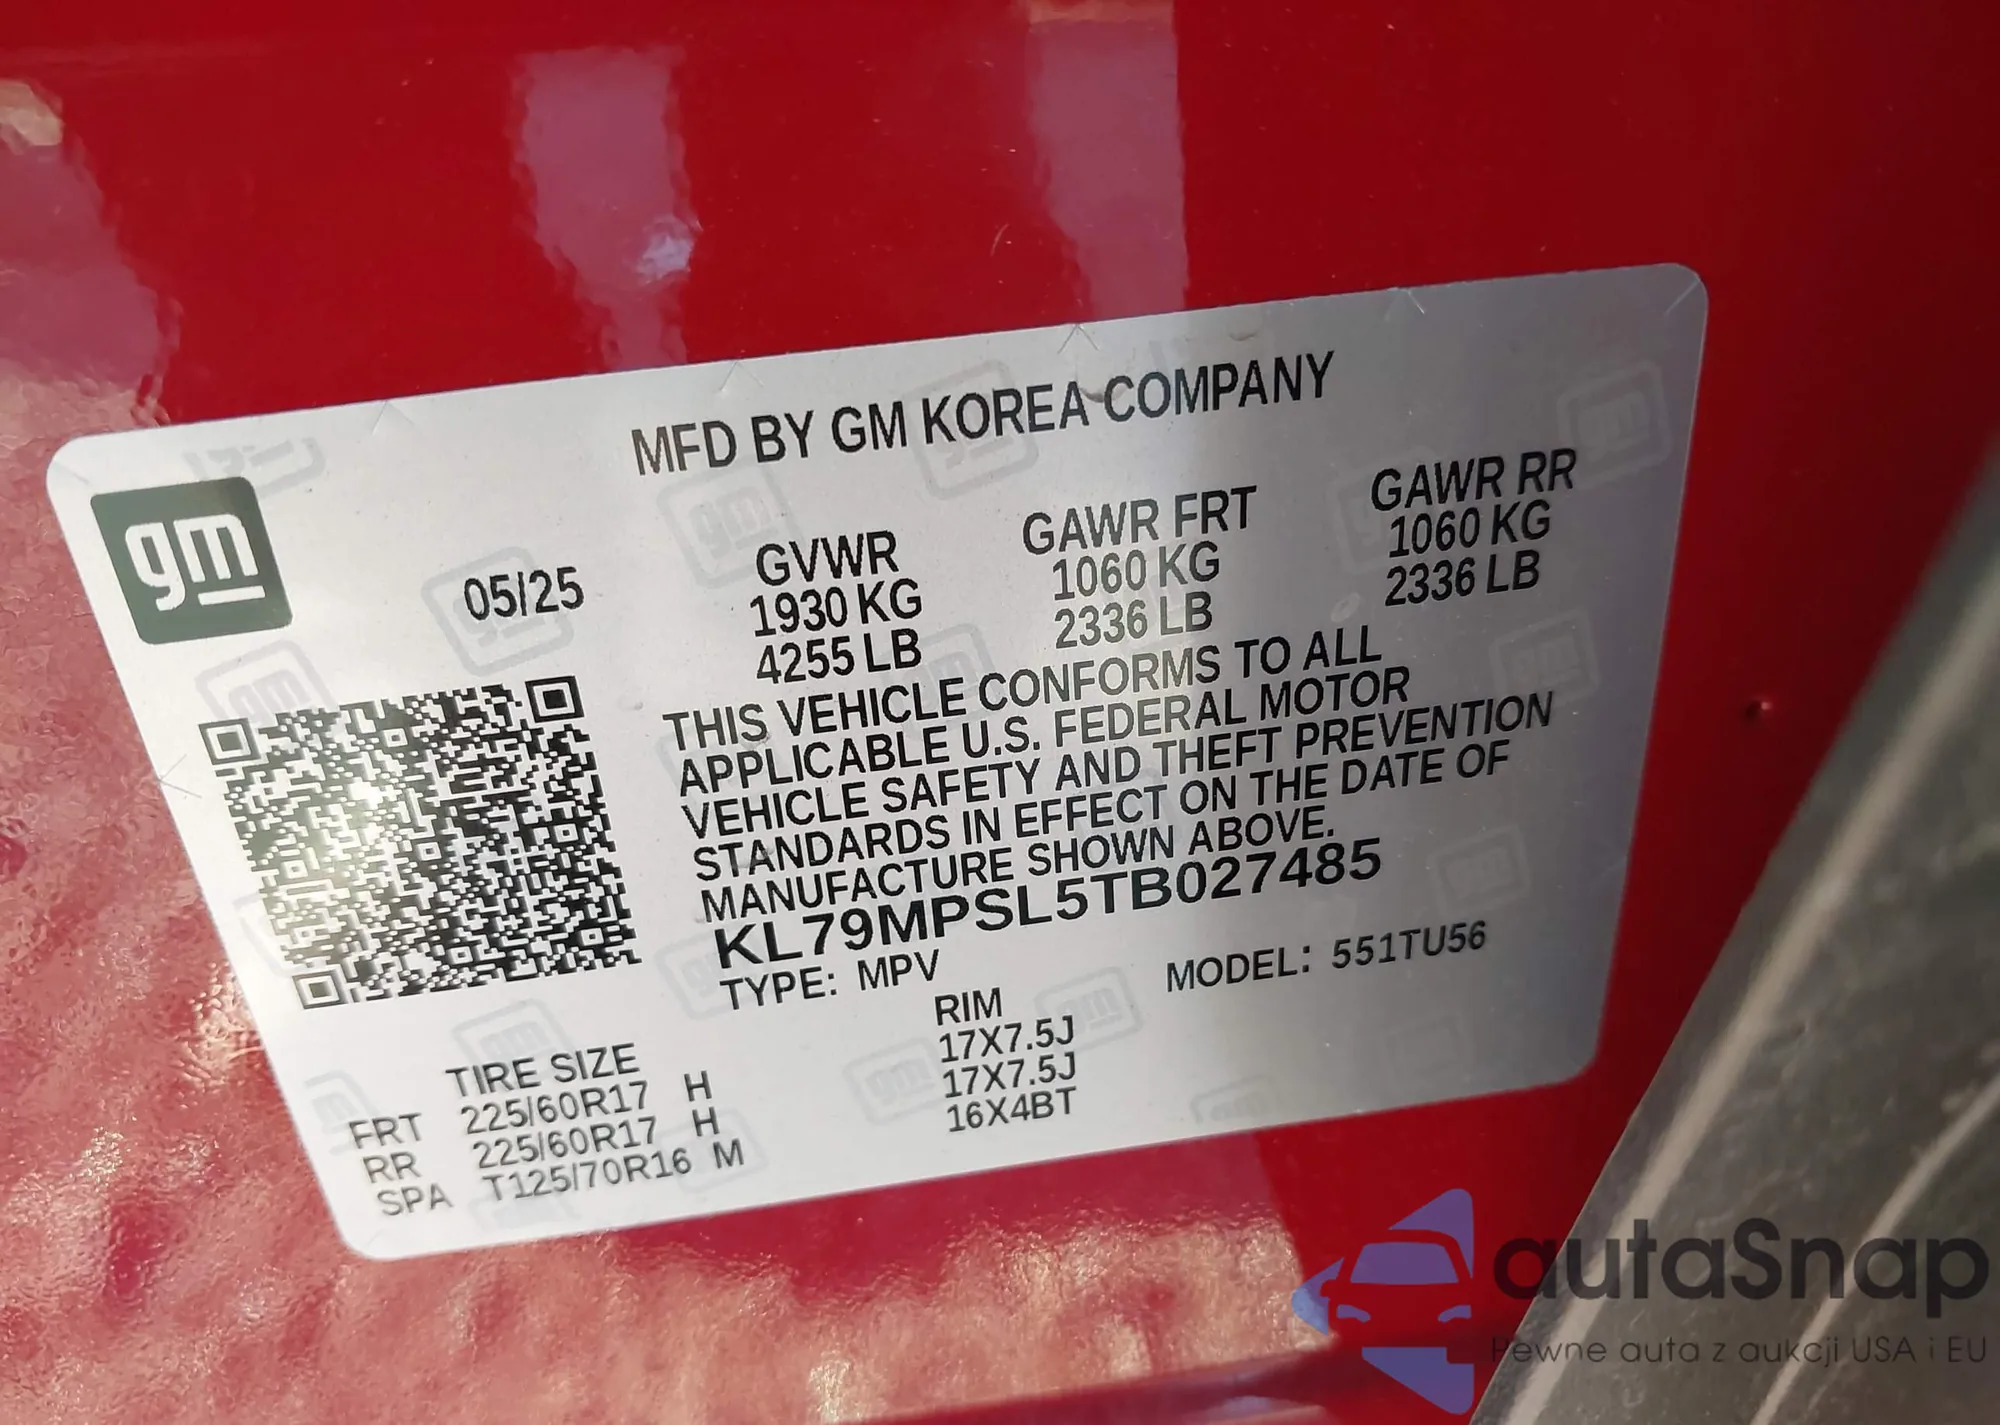 MFD BY GM KOREA COMPANY
gm
05/25
GVWR
1930 KG
4255 LB
GAWR FRT
1060 KG
2336 LB
GAWR RR
1060 KG
2336 LB
THIS VEHICLE CONFORMS TO ALL
APPLICABLE U.S. FEDERAL MOTOR
VEHICLE SAFETY AND THEFT PREVENTION
STANDARDS IN EFFECT ON THE DATE OF
MANUFACTURE SHOWN ABOVE.
KL79MPSL5TB027485
TYPE: MPV
MODEL: 551TU56
TIRE SIZE
RIM
FRT 225/60R17 H 17X7.5J
RR 225/60R17 H 17X7.5J
SPA T125/70R16 M 16X4BT
autaSnap
Pewne auta z aukcji USA i EU